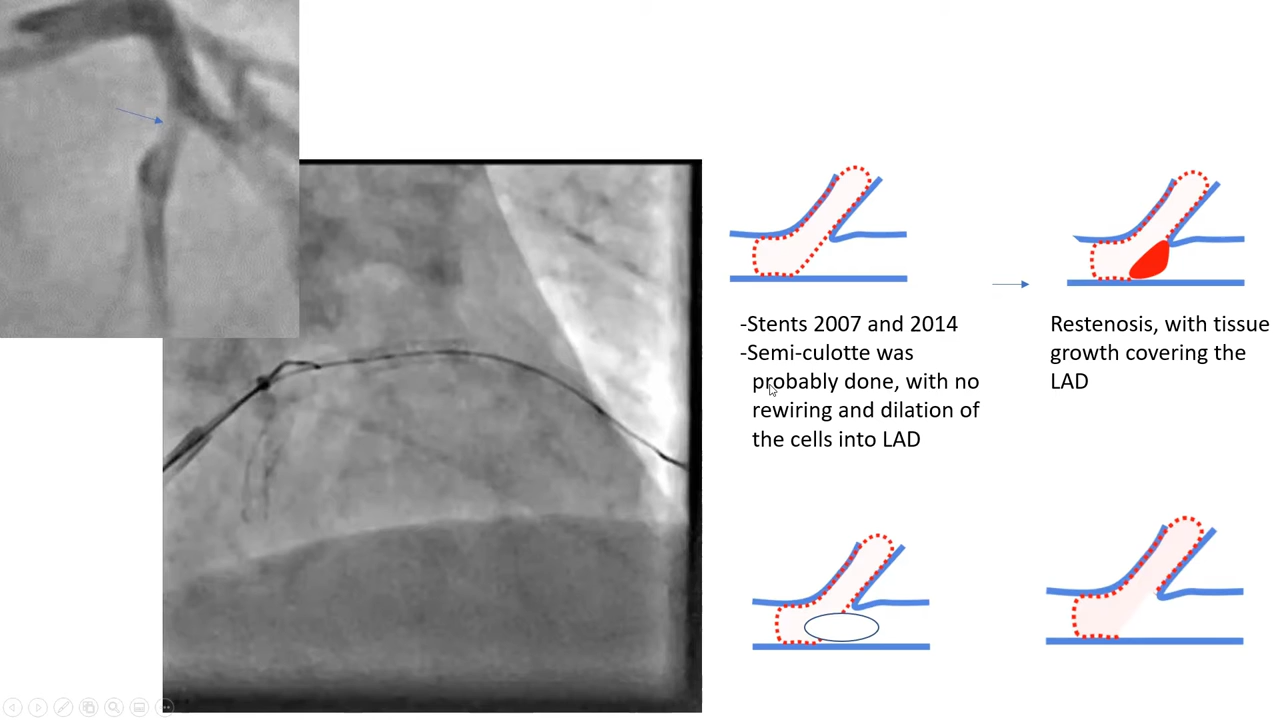 -Stents 2007 and 2014
-Semi-culotte was
probably done, with no
rewiring and dilation of
the cells into LAD
Restenosis, with tissue
growth covering the
LAD